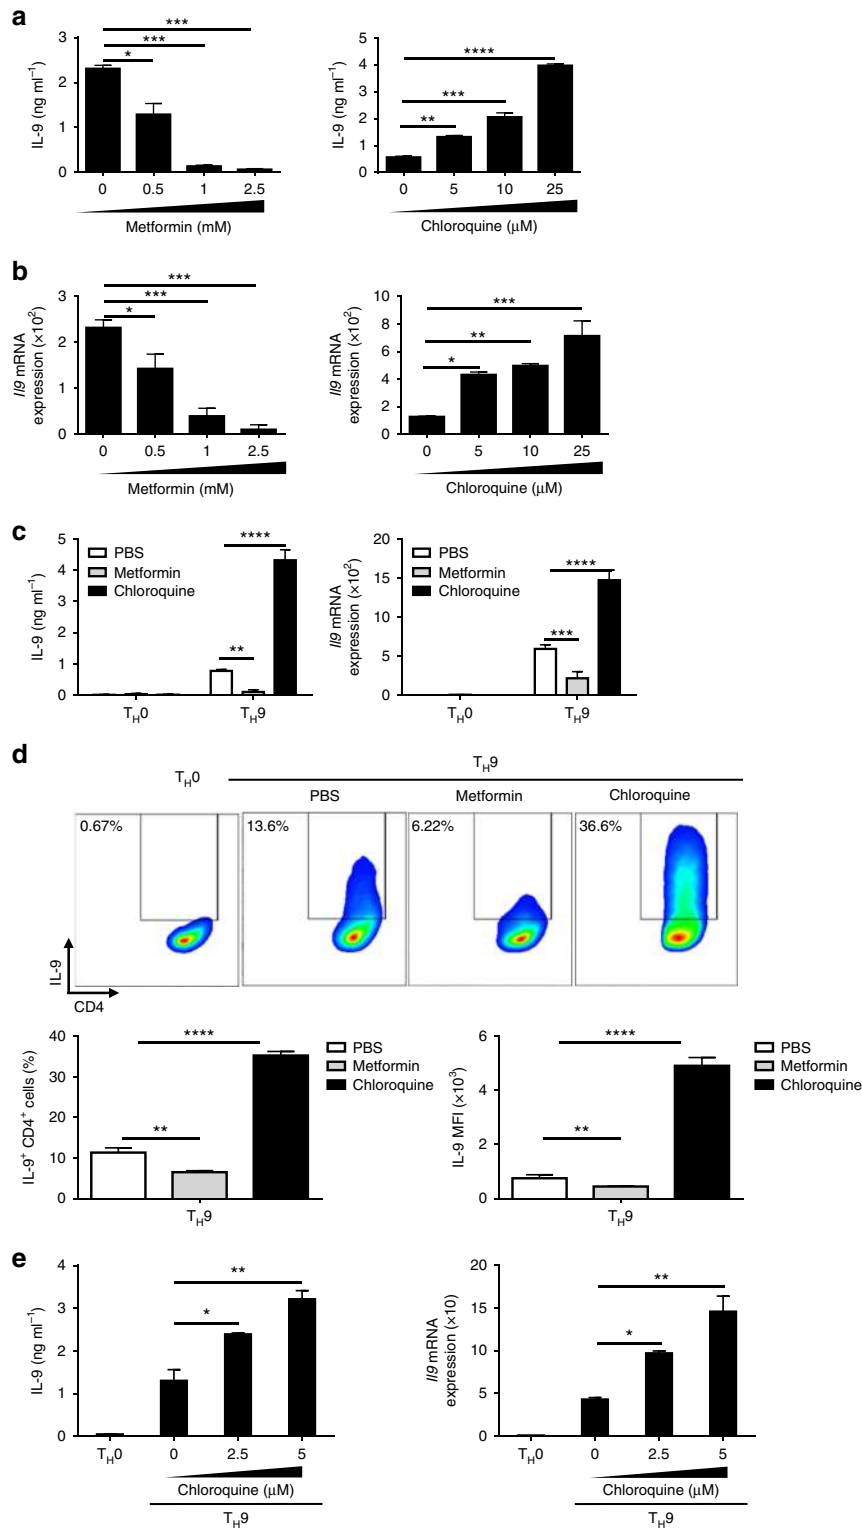 a
***
***
*
3
2
1
0
IL-9 (ng ml⁻¹)
0 0.5 1 2.5
Metformin (mM)
****
***
**
5
4
3
2
1
0
IL-9 (ng ml⁻¹)
0 5 10 25
Chloroquine (μM)
b
***
***
*
3
2
1
0
Il9 mRNA
expression (×10²)
0 0.5 1 2.5
Metformin (mM)
***
**
*
10
8
6
4
2
0
Il9 mRNA
expression (×10²)
0 5 10 25
Chloroquine (μM)
c
PBS
Metformin
Chloroquine
****
**
5
4
3
2
1
0
IL-9 (ng ml⁻¹)
TH0 TH9
PBS
Metformin
Chloroquine
****
***
20
15
10
5
0
Il9 mRNA
expression (×10²)
TH0 TH9
d
TH0 TH9
PBS Metformin Chloroquine
0.67% 13.6% 6.22% 36.6%
IL-9
CD4
****
**
40
30
20
10
0
IL-9⁺ CD4⁺ cells (%)
TH9
PBS
Metformin
Chloroquine
****
**
6
4
2
0
IL-9 MFI (×10³)
TH9
PBS
Metformin
Chloroquine
e
**
*
4
3
2
1
0
IL-9 (ng ml⁻¹)
TH0 0 2.5 5
Chloroquine (μM)
TH9
**
*
20
15
10
5
0
Il9 mRNA
expression (×10)
TH0 0 2.5 5
Chloroquine (μM)
TH9